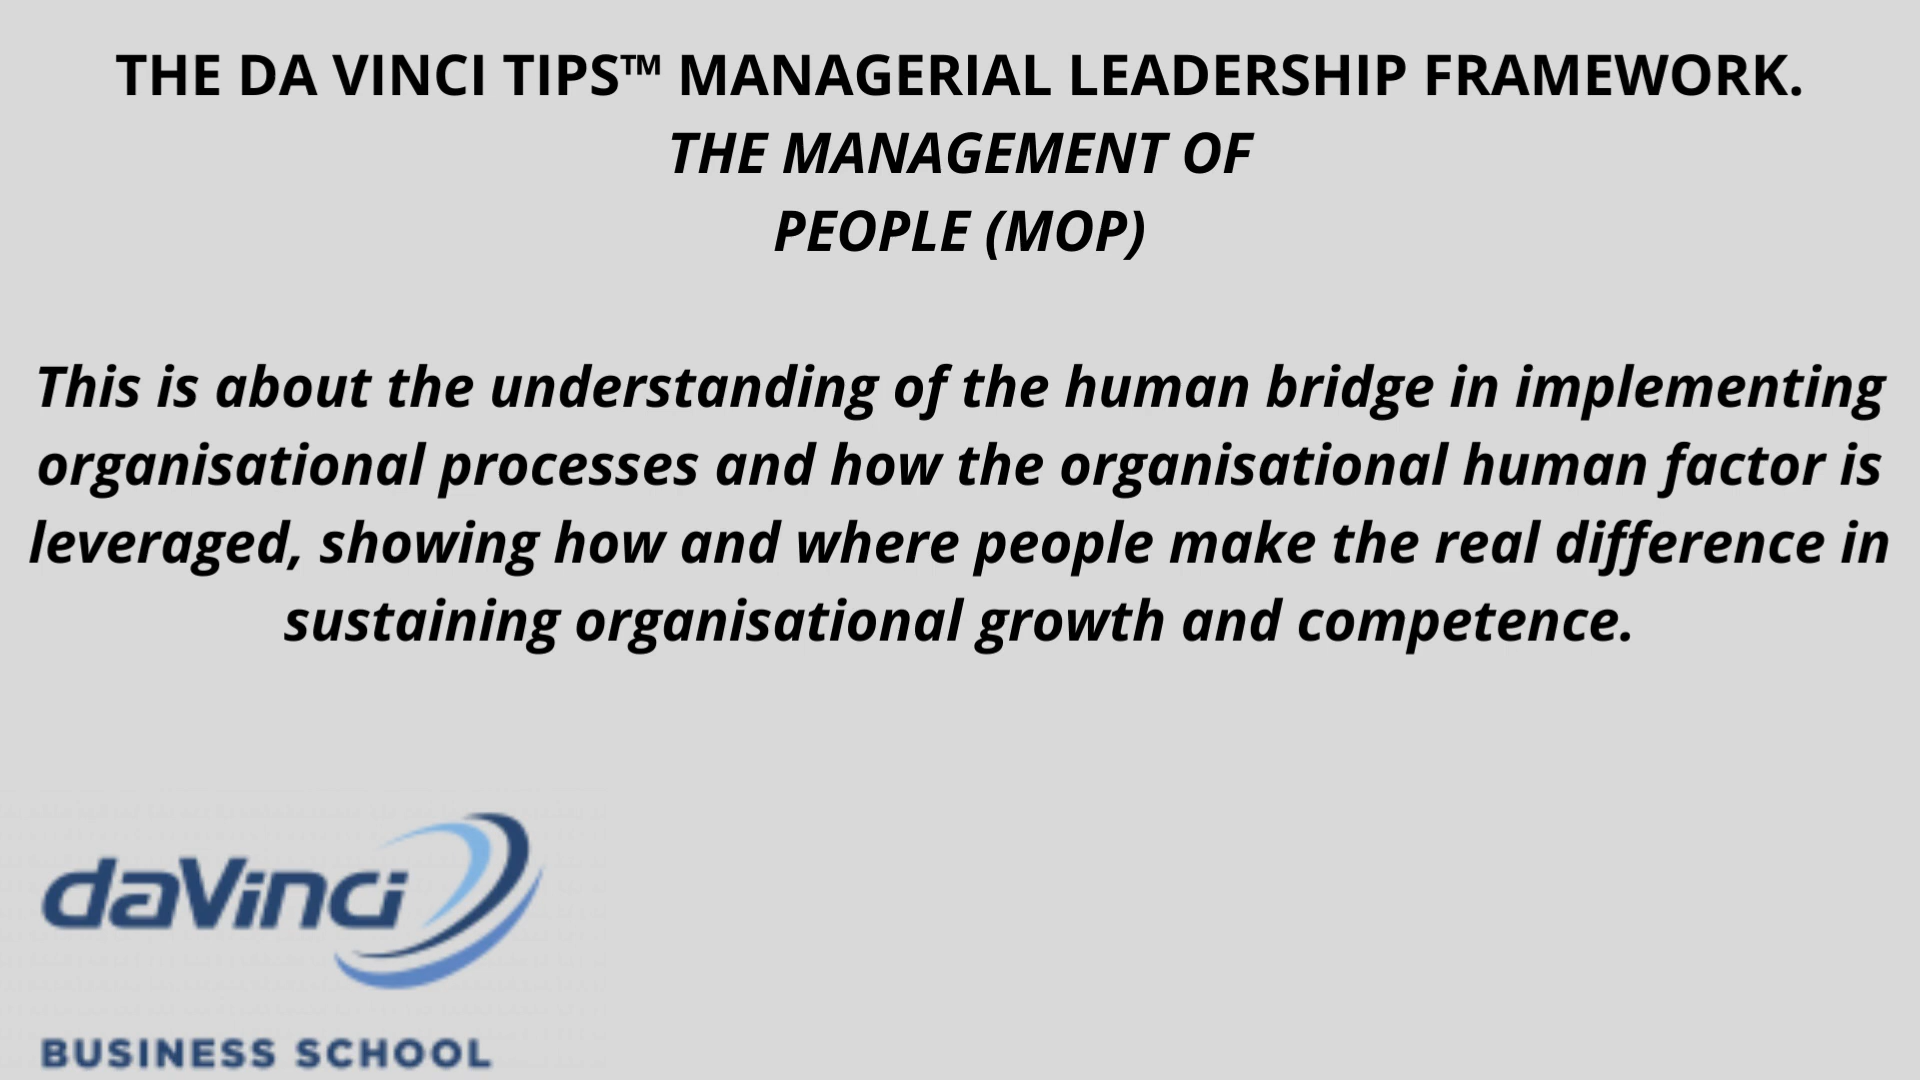 THE DA VINCI TIPS™ MANAGERIAL LEADERSHIP FRAMEWORK.
THE MANAGEMENT OF
PEOPLE (MOP)
This is about the understanding of the human bridge in implementing
organisational processes and how the organisational human factor is
leveraged, showing how and where people make the real difference in
sustaining organisational growth and competence.
daVinci
BUSINESS SCHOOL